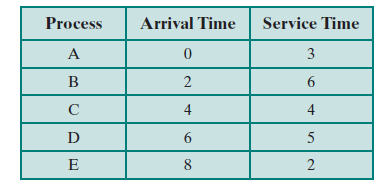 Process Arrival Time Service Time
A 0 3
B 2 6
C 4 4
D 6 5
E 8 2